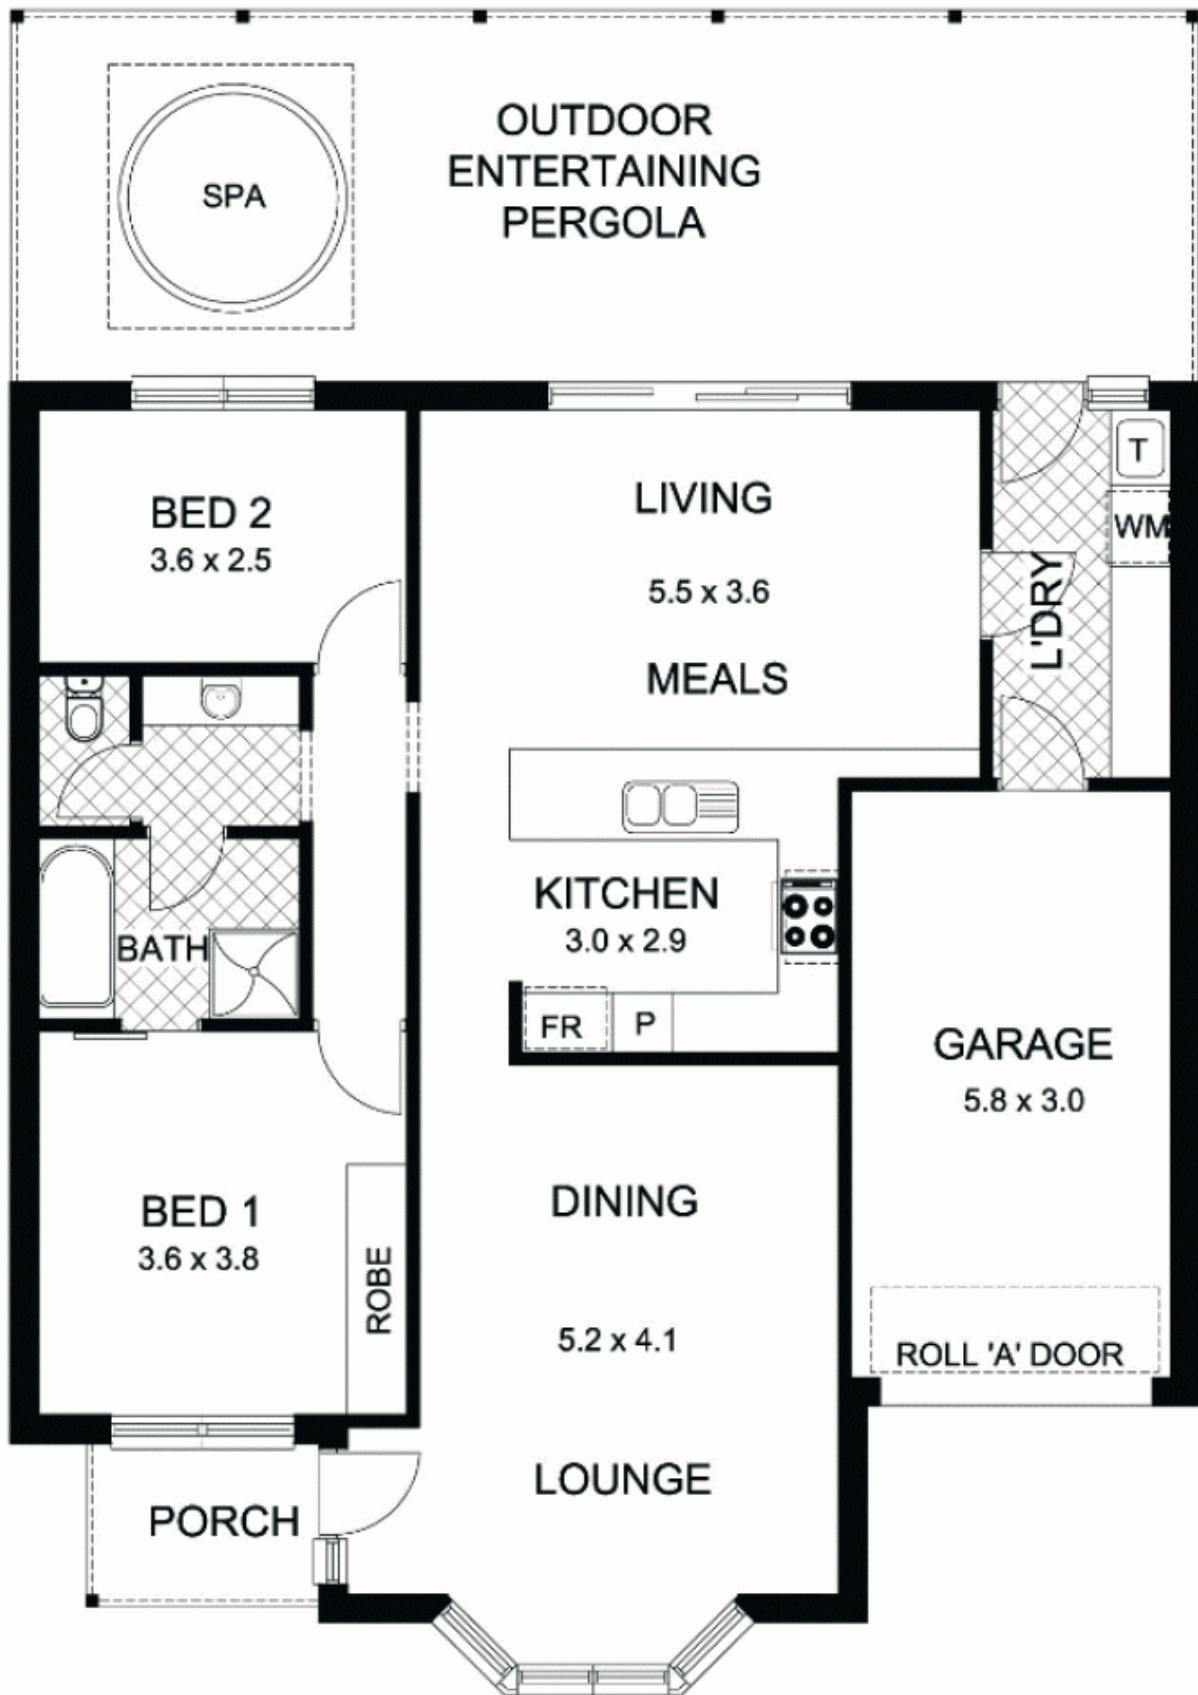 OUTDOOR
ENTERTAINING
PERGOLA
SPA
BED 2
3.6 x 2.5
LIVING
5.5 x 3.6
MEALS
T
WM
L'DRY
KITCHEN
3.0 x 2.9
FR
P
BATH
GARAGE
5.8 x 3.0
ROLL 'A' DOOR
BED 1
3.6 x 3.8
ROBE
DINING
5.2 x 4.1
LOUNGE
PORCH